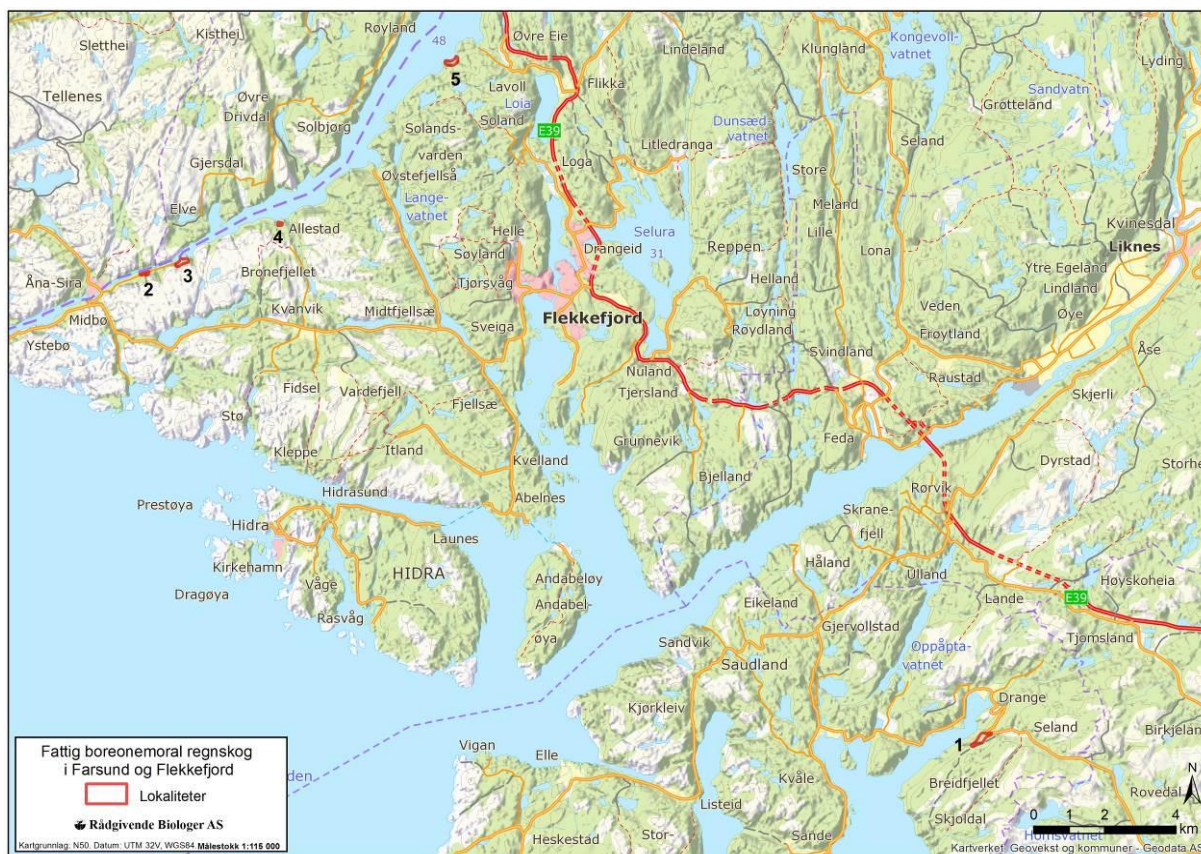 Kisthei
Røyland
48
Øvre Eie
Kongevoll-
vatnet
Sletthei
Lindeland
Klungland
Lyding
5
Lavoll
Flikka
Sandvatn
Tellenes
Øvre
Drivdal
Solbjørg
Loia
Soland
Grøtteland
Solands-
varden
E39
Dunsæd-
vatnet
Seland
Gjersdal
Loga
Litledranga
Øvstefjellså
Store
Elve
Lange-
vatnet
Meland
Allestad
Kvinesdal
4
Helle
Selura
31
Lille
Drangeid
Reppen
Lona
Liknes
Bronefjellet
Søyland
3
Åna-Sira
2
Tjørsvåg
Helland
Ytre Egeland
Lindland
Kvanvik
Midtfjellsæ
Flekkefjord
Løyning
Veden
Øye
Midbø
Sveiga
Røydland
Frøytland
Ystebø
Svindland
Åse
Nuland
Raustad
Fidsel
Vardefjell
Tjersland
Skjerli
Stø
Fjellsæ
Feda
Grunnevik
Itland
Dyrstad
Kleppe
Kvelland
Bjelland
Storhe
Hidrasund
Rørvik
Prestøya
Abelnes
Skrane-
fjell
Hidra
Launes
Håland
Kirkehamn
HIDRA
Andabeløy
Ulland
Høyskoheia
Dragøya
Våge
Andabel-
øya
Eikeland
Lande
E39
Rasvåg
Gjervollstad
Tjomsland
Sandvik
Oppåpta-
vatnet
Saudland
Drange
Kjørkleiv
Seland
Birkjelan
1
Vigan
Elle
Breidfjellet
Kvåle
Rovedal
Listeid
Skjoldal
Heskestad
Stor-
Sande
Hornsvatnet
den
Fattig boreonemoral regnskog
i Farsund og Flekkefjord
Lokaliteter
Rådgivende Biologer AS
Kartgrunnlag: N50. Datum: UTM 32V, WGS84. Målestokk 1:115 000
N
0 1 2 4
km
Kartverket, Geovekst og kommuner - Geodata AS